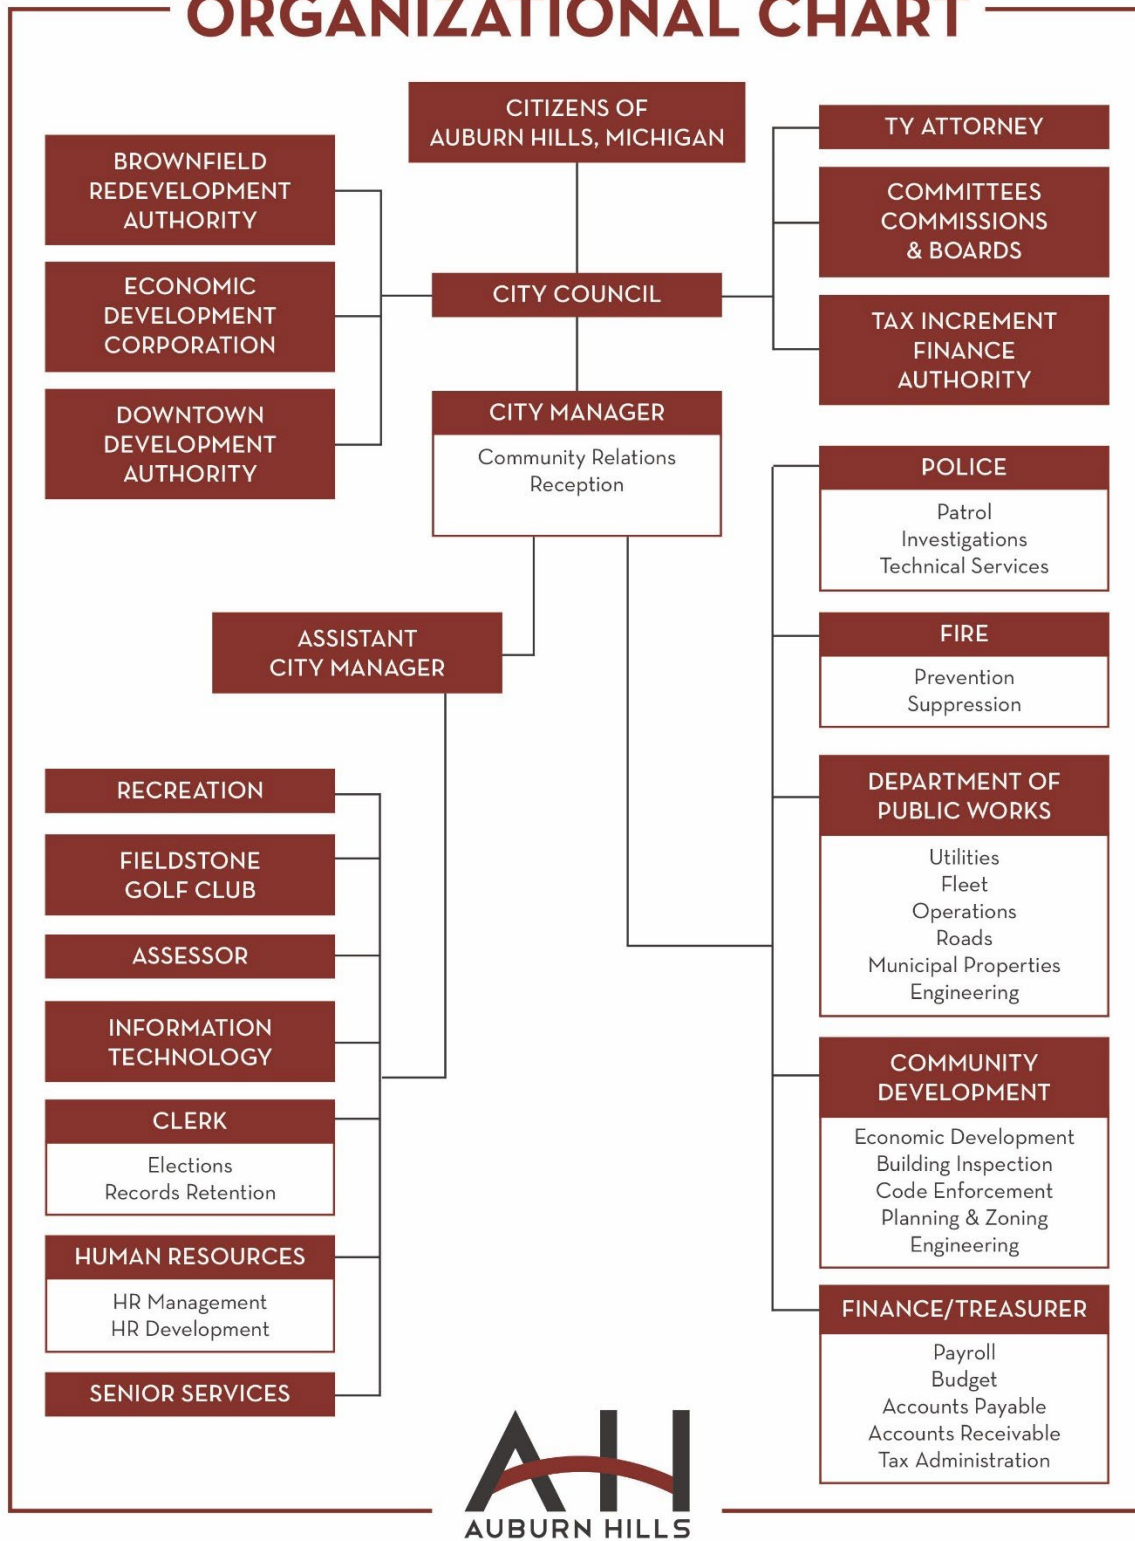 ORGANIZATIONAL CHART
CITIZENS OF
AUBURN HILLS, MICHIGAN
BROWNFIELD
REDEVELOPMENT
AUTHORITY
ECONOMIC
DEVELOPMENT
CORPORATION
DOWNTOWN
DEVELOPMENT
AUTHORITY
CITY COUNCIL
TY ATTORNEY
COMMITTEES
COMMISSIONS
& BOARDS
TAX INCREMENT
FINANCE
AUTHORITY
CITY MANAGER
Community Relations
Reception
ASSISTANT
CITY MANAGER
RECREATION
FIELDSTONE
GOLF CLUB
ASSESSOR
INFORMATION
TECHNOLOGY
CLERK
Elections
Records Retention
HUMAN RESOURCES
HR Management
HR Development
SENIOR SERVICES
POLICE
Patrol
Investigations
Technical Services
FIRE
Prevention
Suppression
DEPARTMENT OF
PUBLIC WORKS
Utilities
Fleet
Operations
Roads
Municipal Properties
Engineering
COMMUNITY
DEVELOPMENT
Economic Development
Building Inspection
Code Enforcement
Planning & Zoning
Engineering
FINANCE/TREASURER
Payroll
Budget
Accounts Payable
Accounts Receivable
Tax Administration
AH
AUBURN HILLS